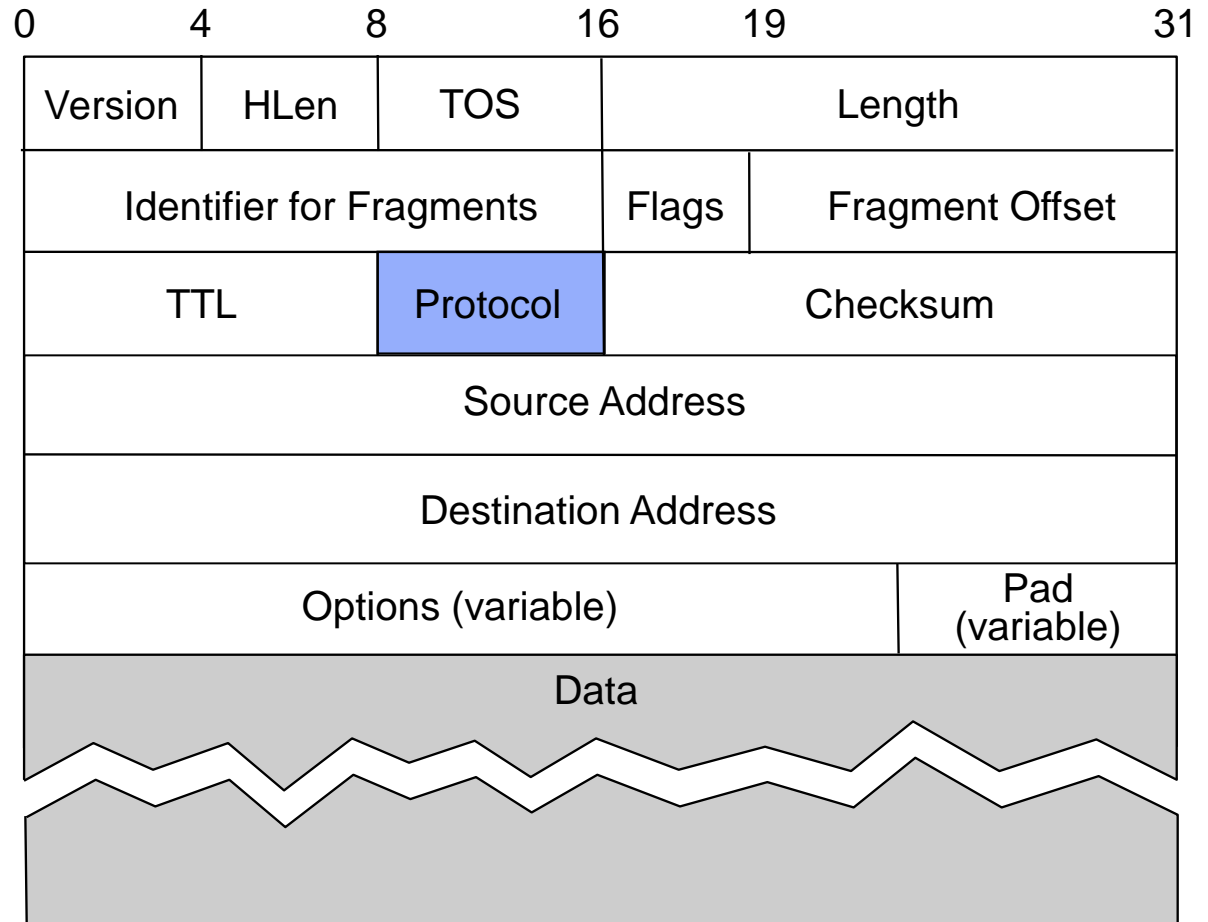 0 4 8 16 19 31
Version HLen TOS Length
Identifier for Fragments Flags Fragment Offset
TTL Protocol Checksum
Source Address
Destination Address
Options (variable) Pad
(variable)
Data